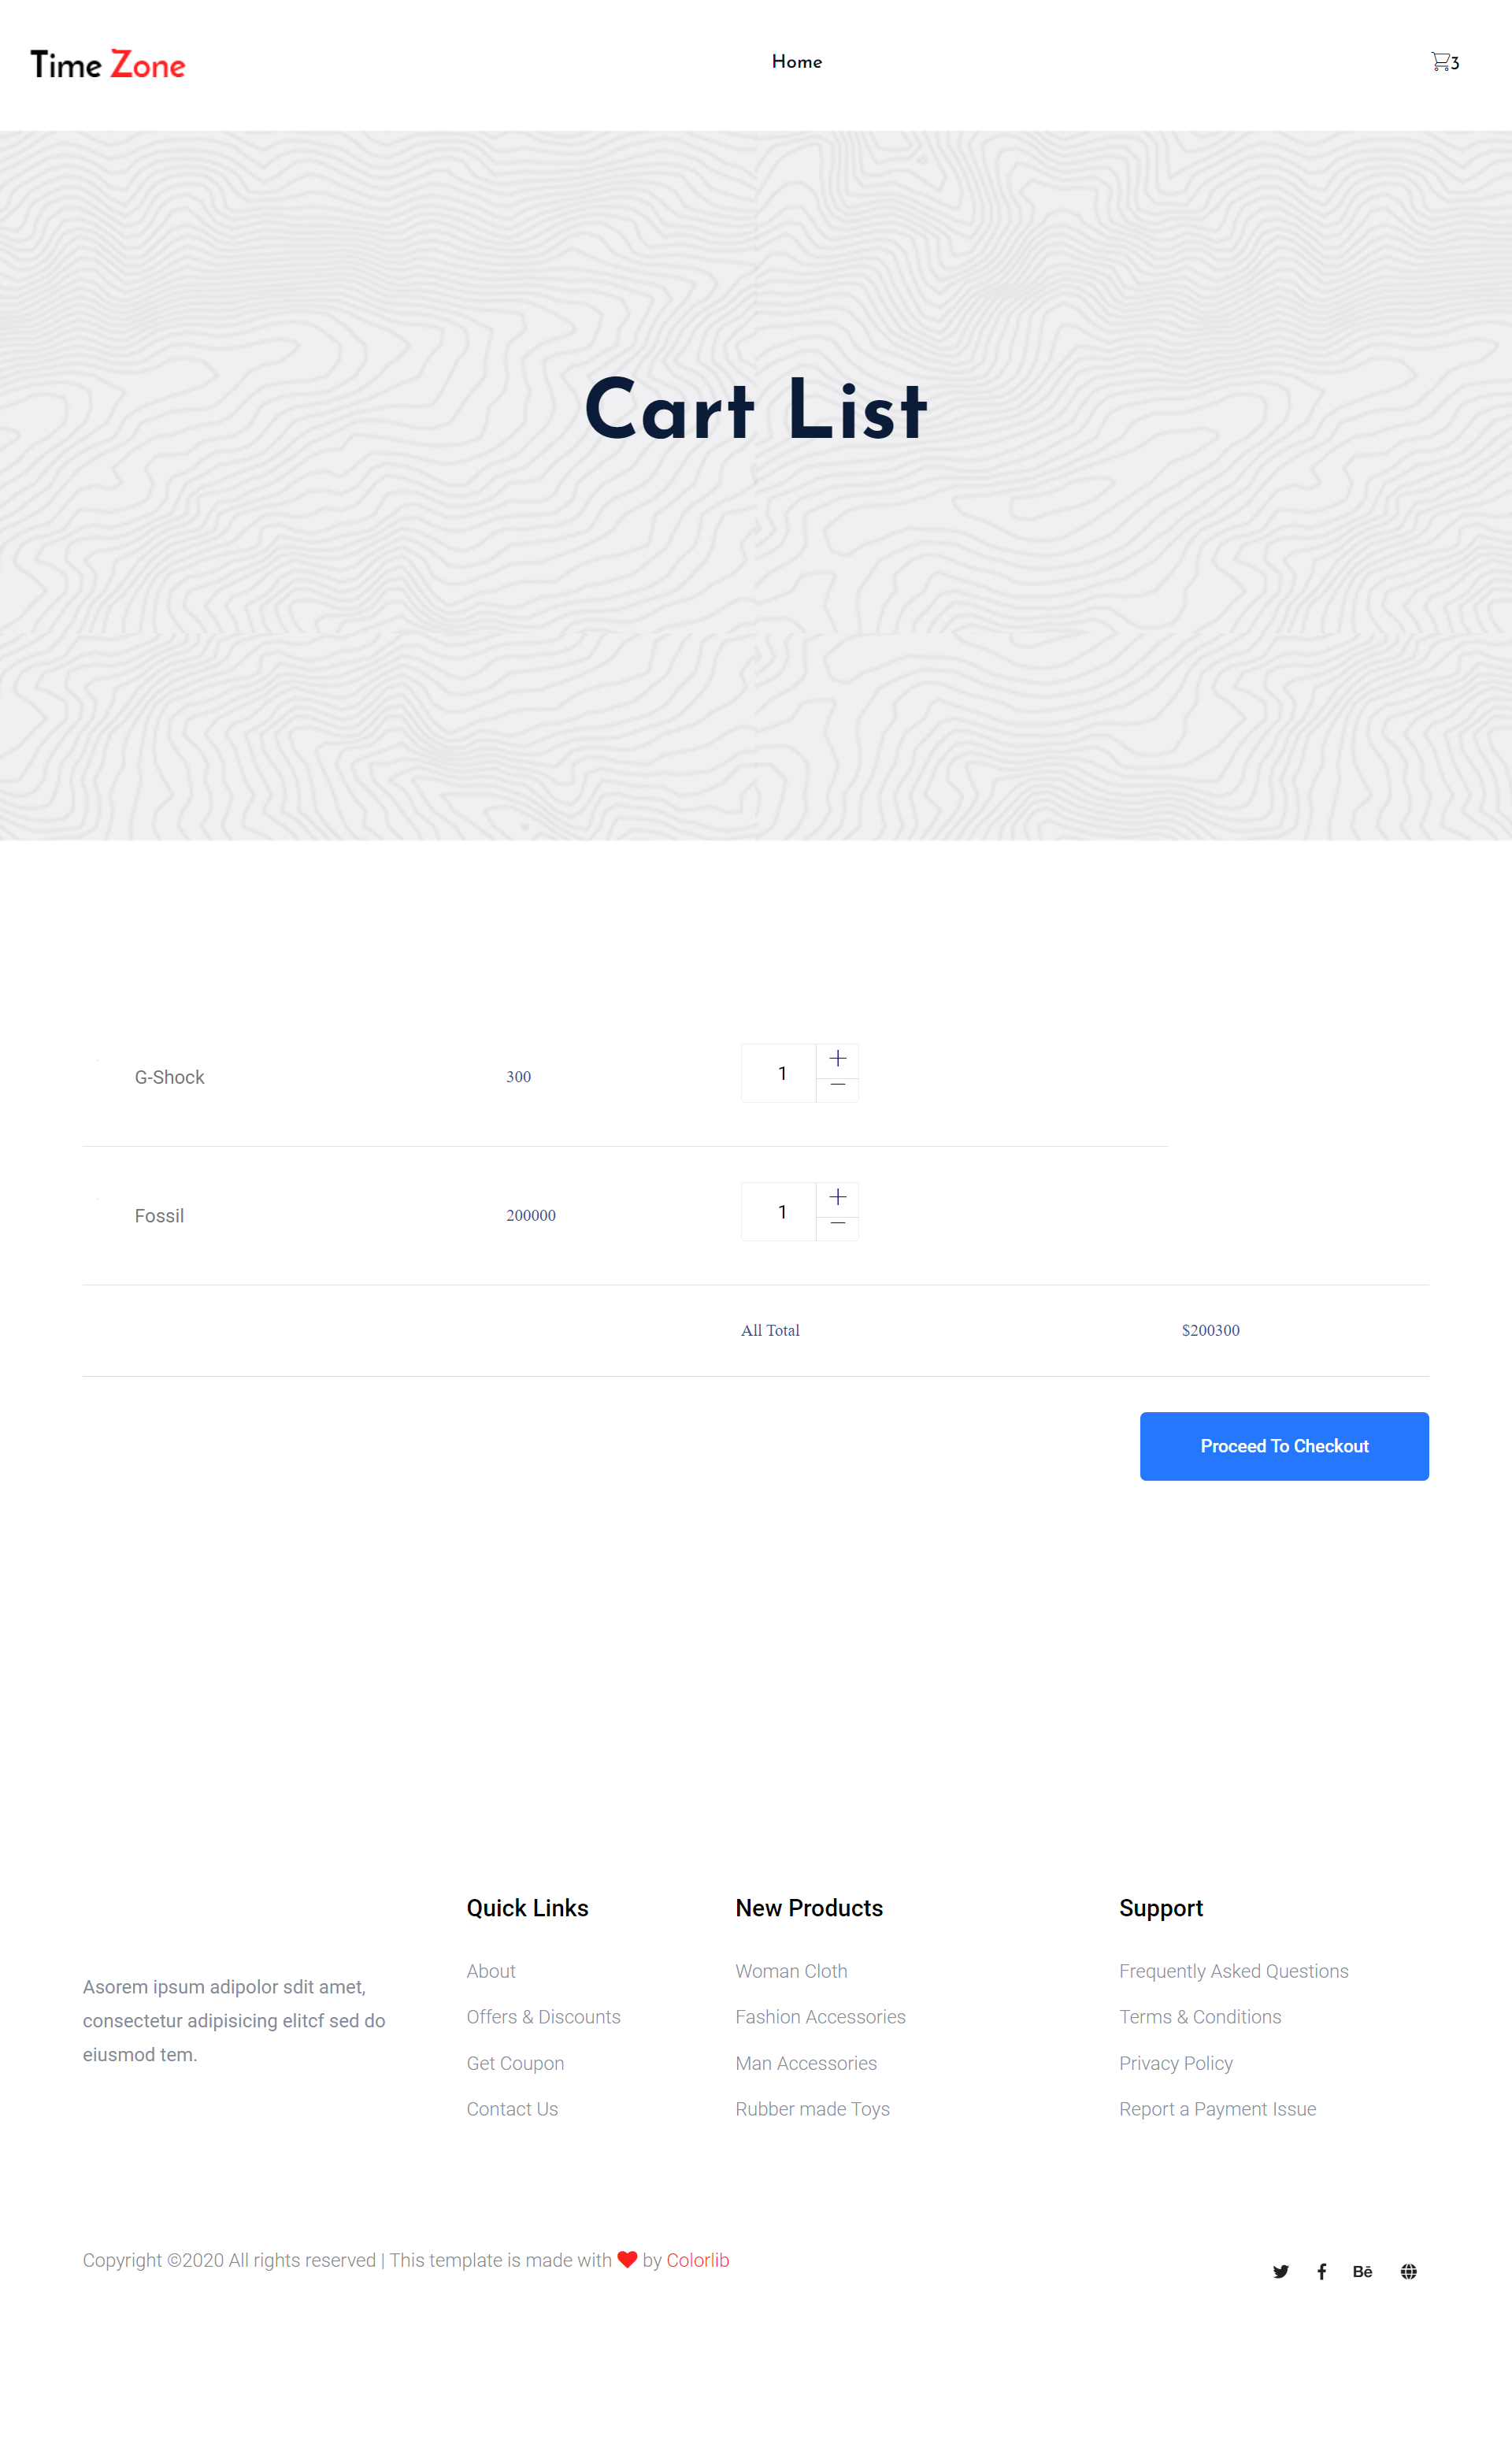 Time Zone
Home
3
Cart List
G-Shock
300
1
Fossil
200000
1
All Total
$200300
Proceed To Checkout
Quick Links
New Products
Support
Asorem ipsum adipolor sdit amet,
consectetur adipisicing elitcf sed do
eiusmod tem.
About
Offers & Discounts
Get Coupon
Contact Us
Woman Cloth
Fashion Accessories
Man Accessories
Rubber made Toys
Frequently Asked Questions
Terms & Conditions
Privacy Policy
Report a Payment Issue
Copyright ©2020 All rights reserved | This template is made with ♥ by Colorlib
Bē